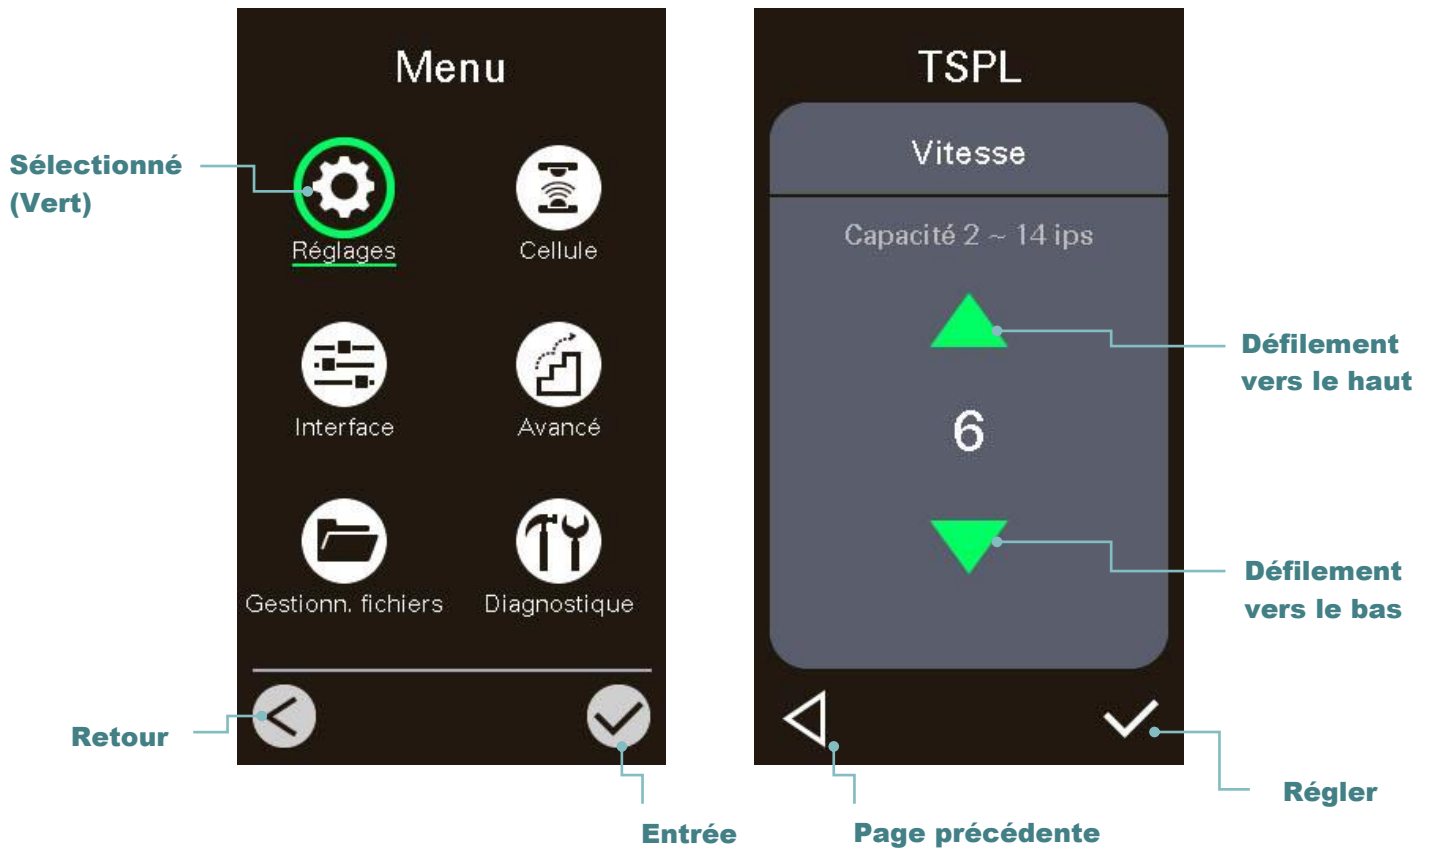 Menu
Sélectionné
(Vert)
Réglages
Cellule
Interface
Avancé
Gestionn. fichiers
Diagnostique
Retour
Entrée
TSPL
Vitesse
Capacité 2 ~ 14 ips
Défilement
vers le haut
6
Défilement
vers le bas
Régler
Page précédente